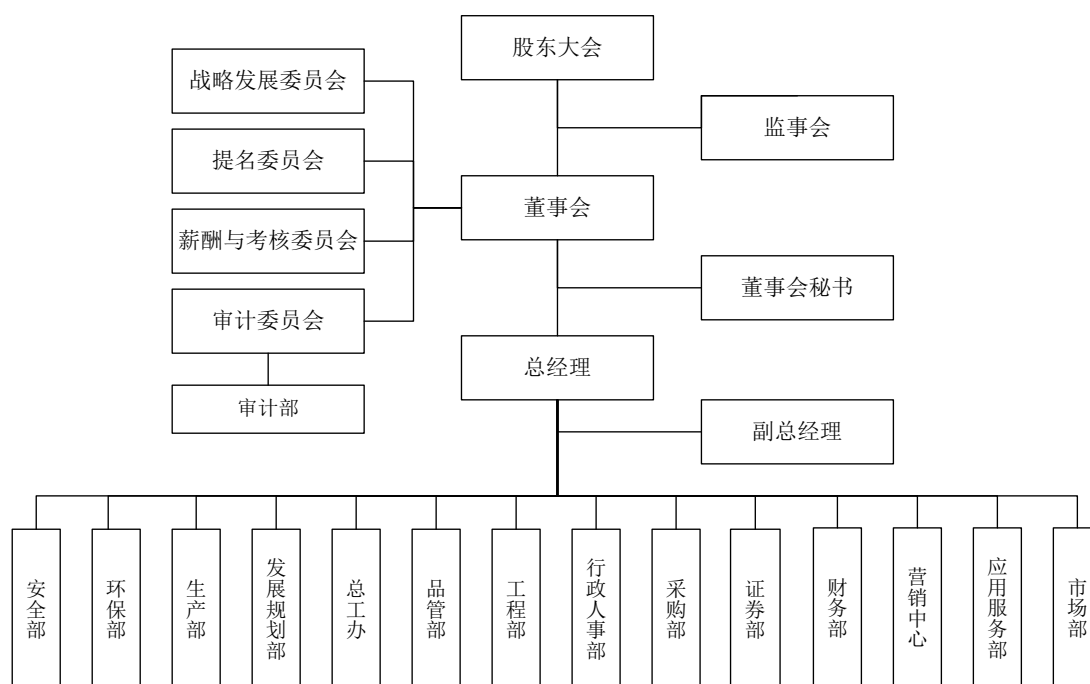 股东大会
战略发展委员会
监事会
提名委员会
董事会
薪酬与考核委员会
董事会秘书
审计委员会
总经理
审计部
副总经理
安全部
环保部
生产部
发展规划部
总工办
品管部
工程部
行政人事部
采购部
证券部
财务部
营销中心
应用服务部
市场部